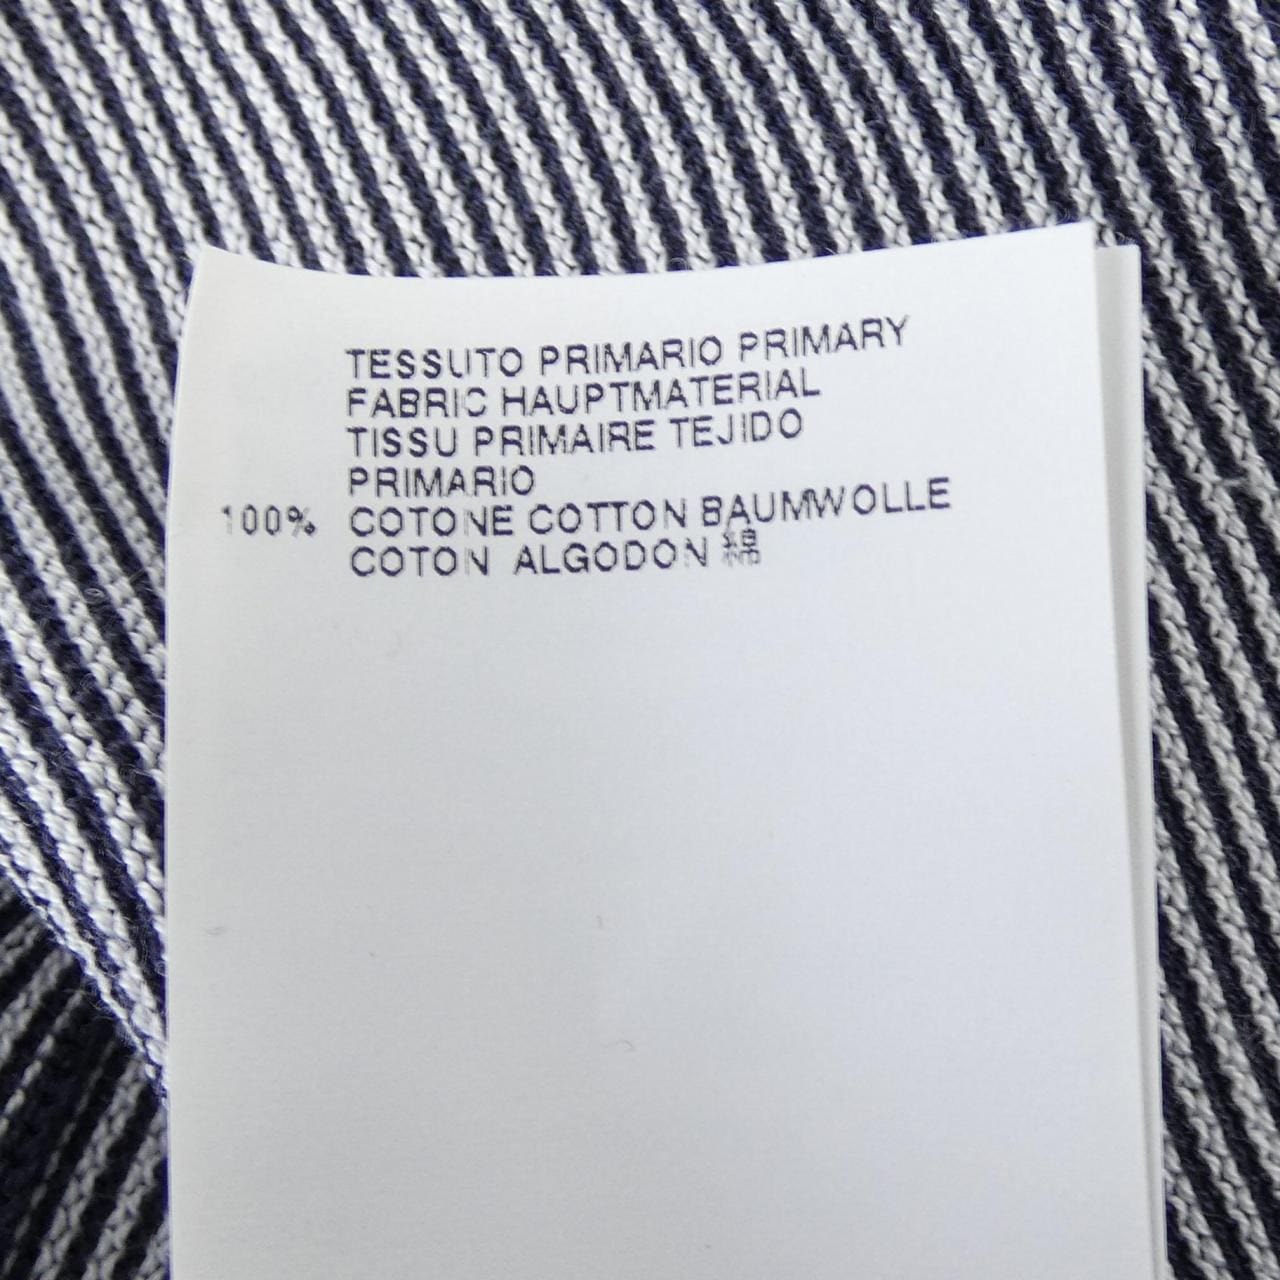 TESSUTO PRIMARIO PRIMARY
FABRIC HAUPTMATERIAL
TISSU PRIMAIRE TEJIDO
PRIMARIO
100% COTONE COTTON BAUMWOLLE
COTON ALGODON 綿